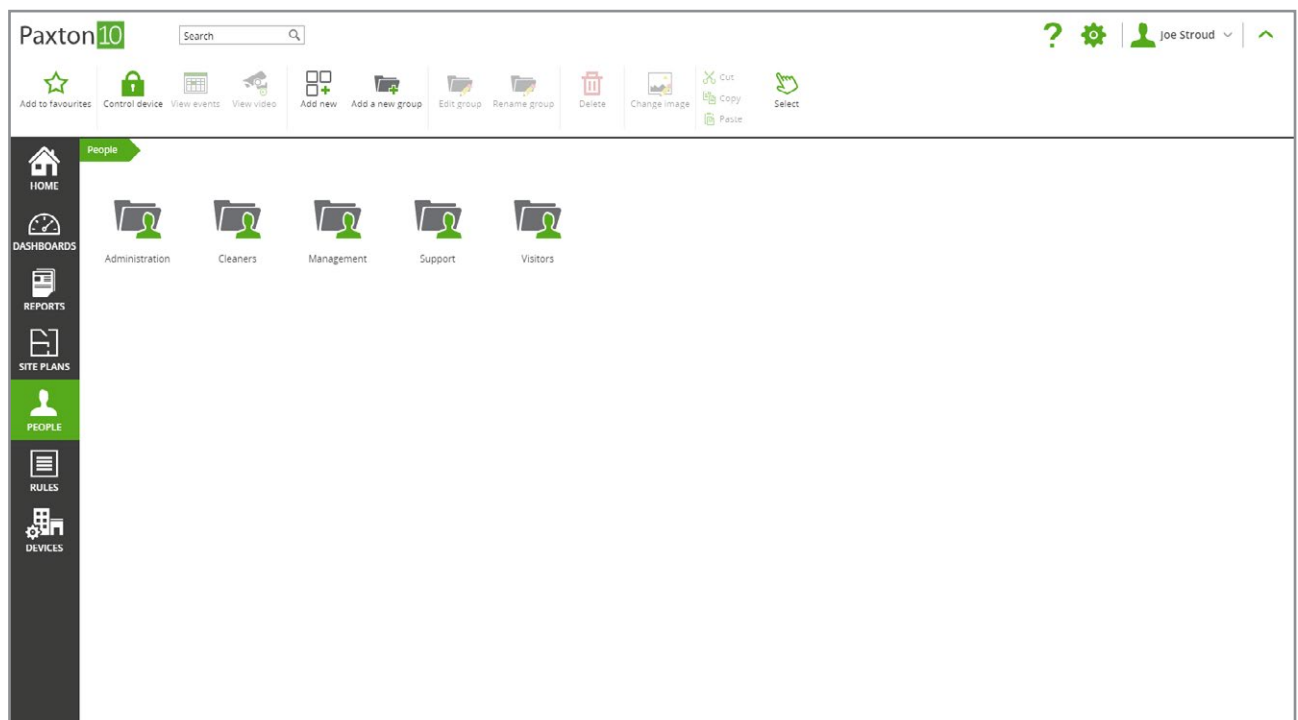 Paxton10
Search
Joe Stroud
Add to favourites
Control device
View events
View video
Add new
Add a new group
Edit group
Rename group
Delete
Change image
Cut
Copy
Paste
Select
People
HOME
DASHBOARDS
REPORTS
SITE PLANS
PEOPLE
RULES
DEVICES
Administration
Cleaners
Management
Support
Visitors